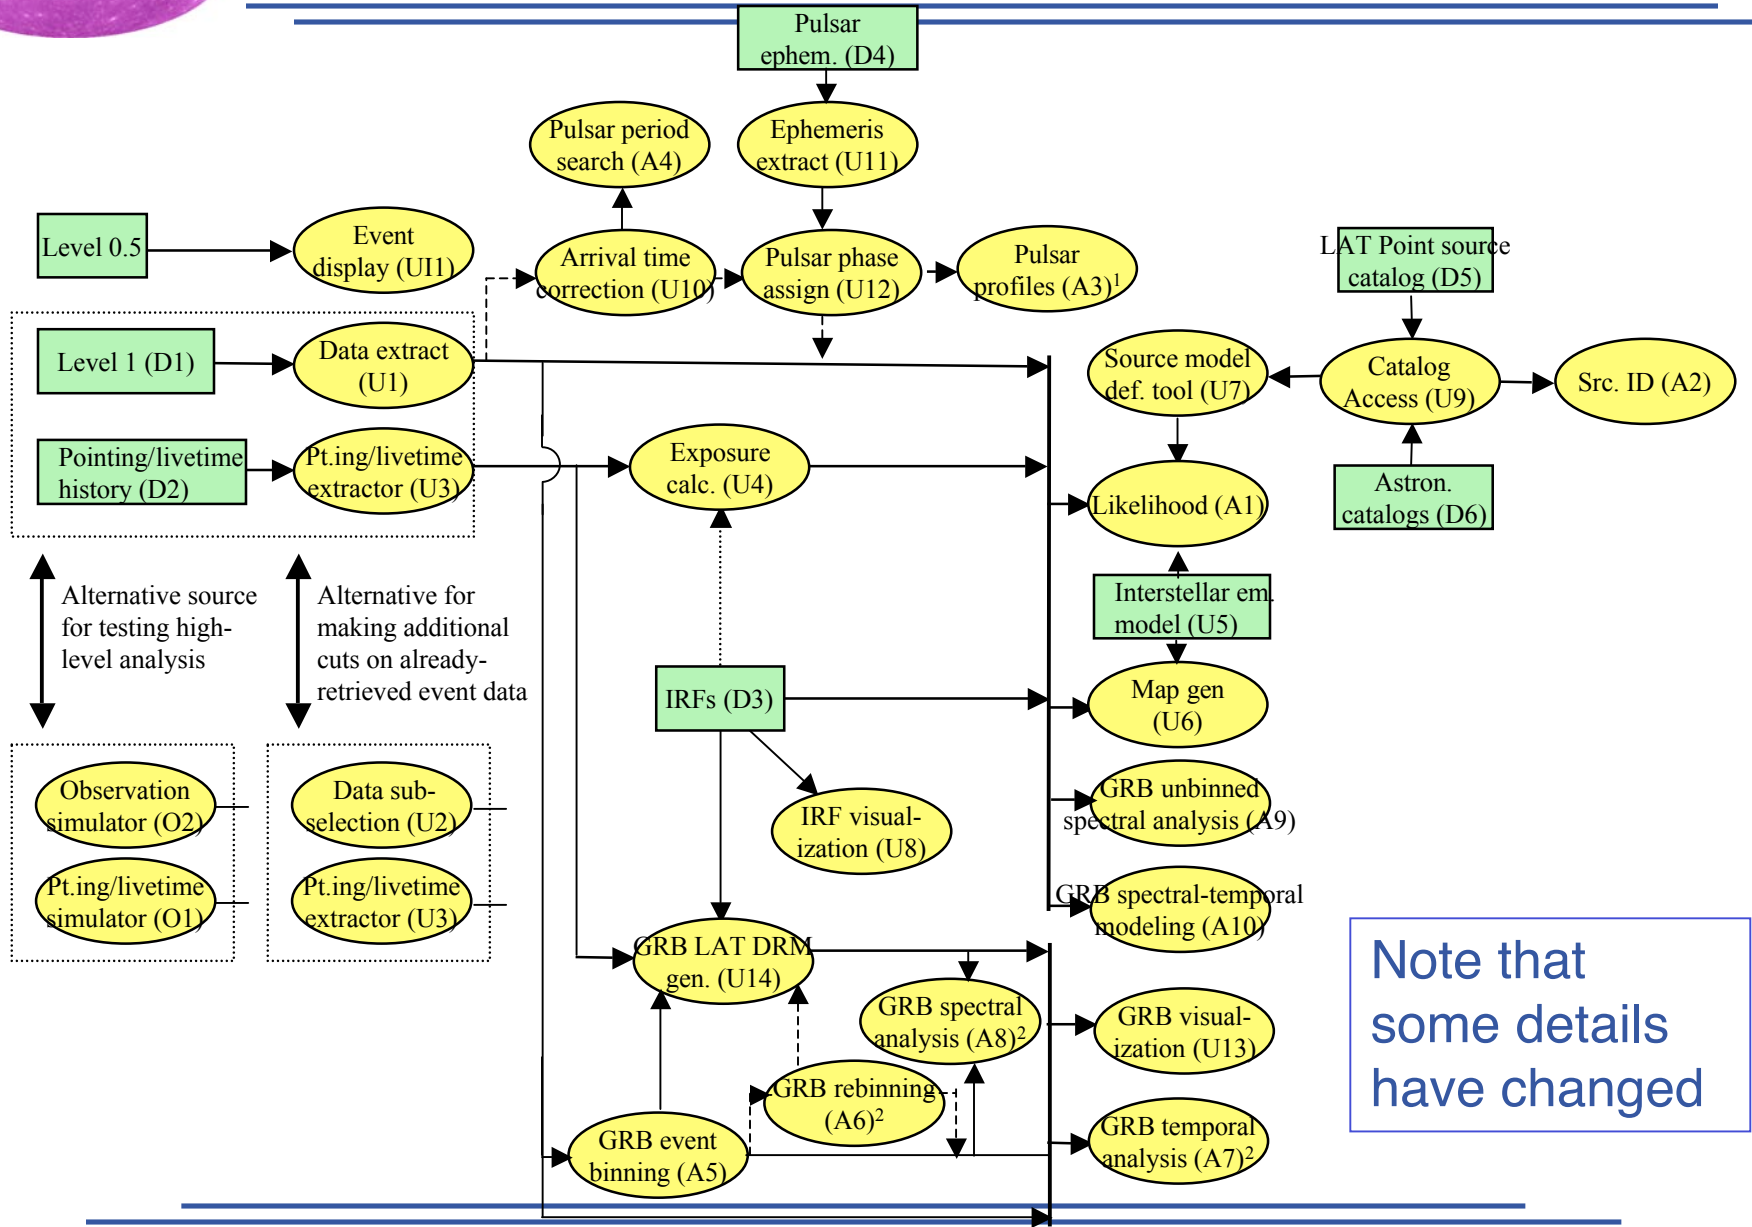 Pulsar
ephem. (D4)
Pulsar period
search (A4)
Ephemeris
extract (U11)
Level 0.5
Event
display (UI1)
Arrival time
correction (U10)
Pulsar phase
assign (U12)
Pulsar
profiles (A3)¹
LAT Point source
catalog (D5)
Level 1 (D1)
Data extract
(U1)
Source model
def. tool (U7)
Catalog
Access (U9)
Src. ID (A2)
Pointing/livetime
history (D2)
Pt.ing/livetime
extractor (U3)
Exposure
calc. (U4)
Likelihood (A1)
Astron.
catalogs (D6)
Alternative source
for testing high-
level analysis
Alternative for
making additional
cuts on already-
retrieved event data
Interstellar em.
model (U5)
IRFs (D3)
Map gen
(U6)
Observation
simulator (O2)
Data sub-
selection (U2)
IRF visual-
ization (U8)
GRB unbinned
spectral analysis (A9)
Pt.ing/livetime
simulator (O1)
Pt.ing/livetime
extractor (U3)
GRB spectral-temporal
modeling (A10)
GRB LAT DRM
gen. (U14)
GRB spectral
analysis (A8)²
GRB visual-
ization (U13)
GRB rebinning
(A6)²
GRB event
binning (A5)
GRB temporal
analysis (A7)²
Note that
some details
have changed